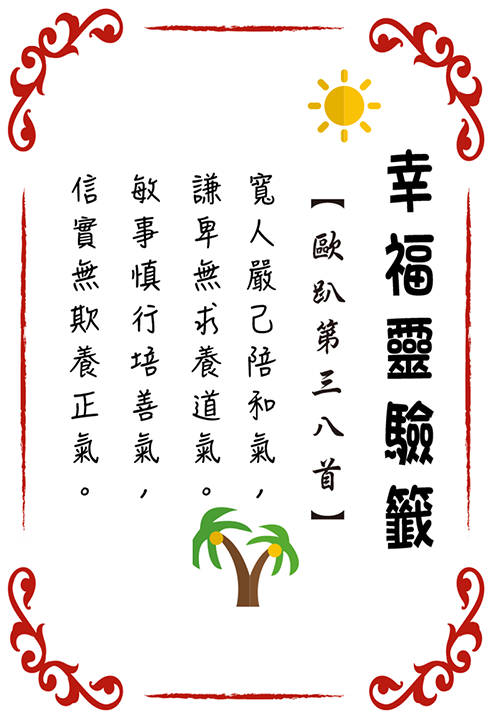 幸福靈驗籤
【歐趴第三八首】
寬人嚴己陪和氣，
謙卑無求養道氣。
敏事慎行培善氣，
信實無欺養正氣。